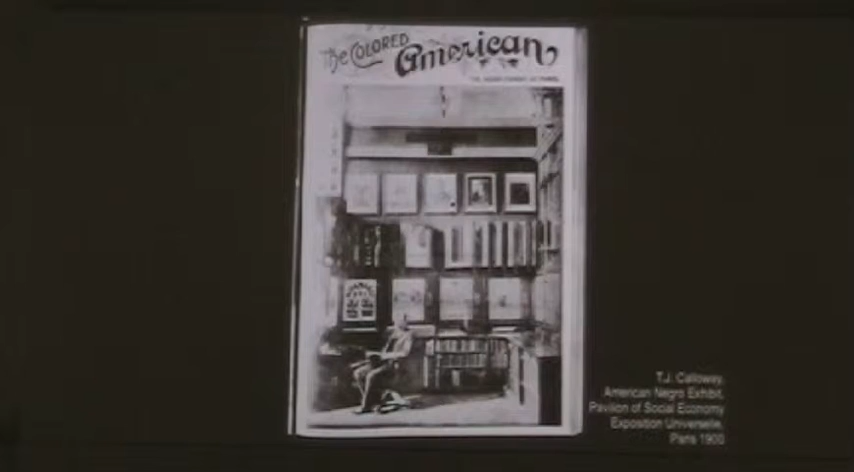 The COLORED American
T.J. Calloway,
American Negro Exhibit,
Pavilion of Social Economy
Exposition Universelle,
Paris 1900